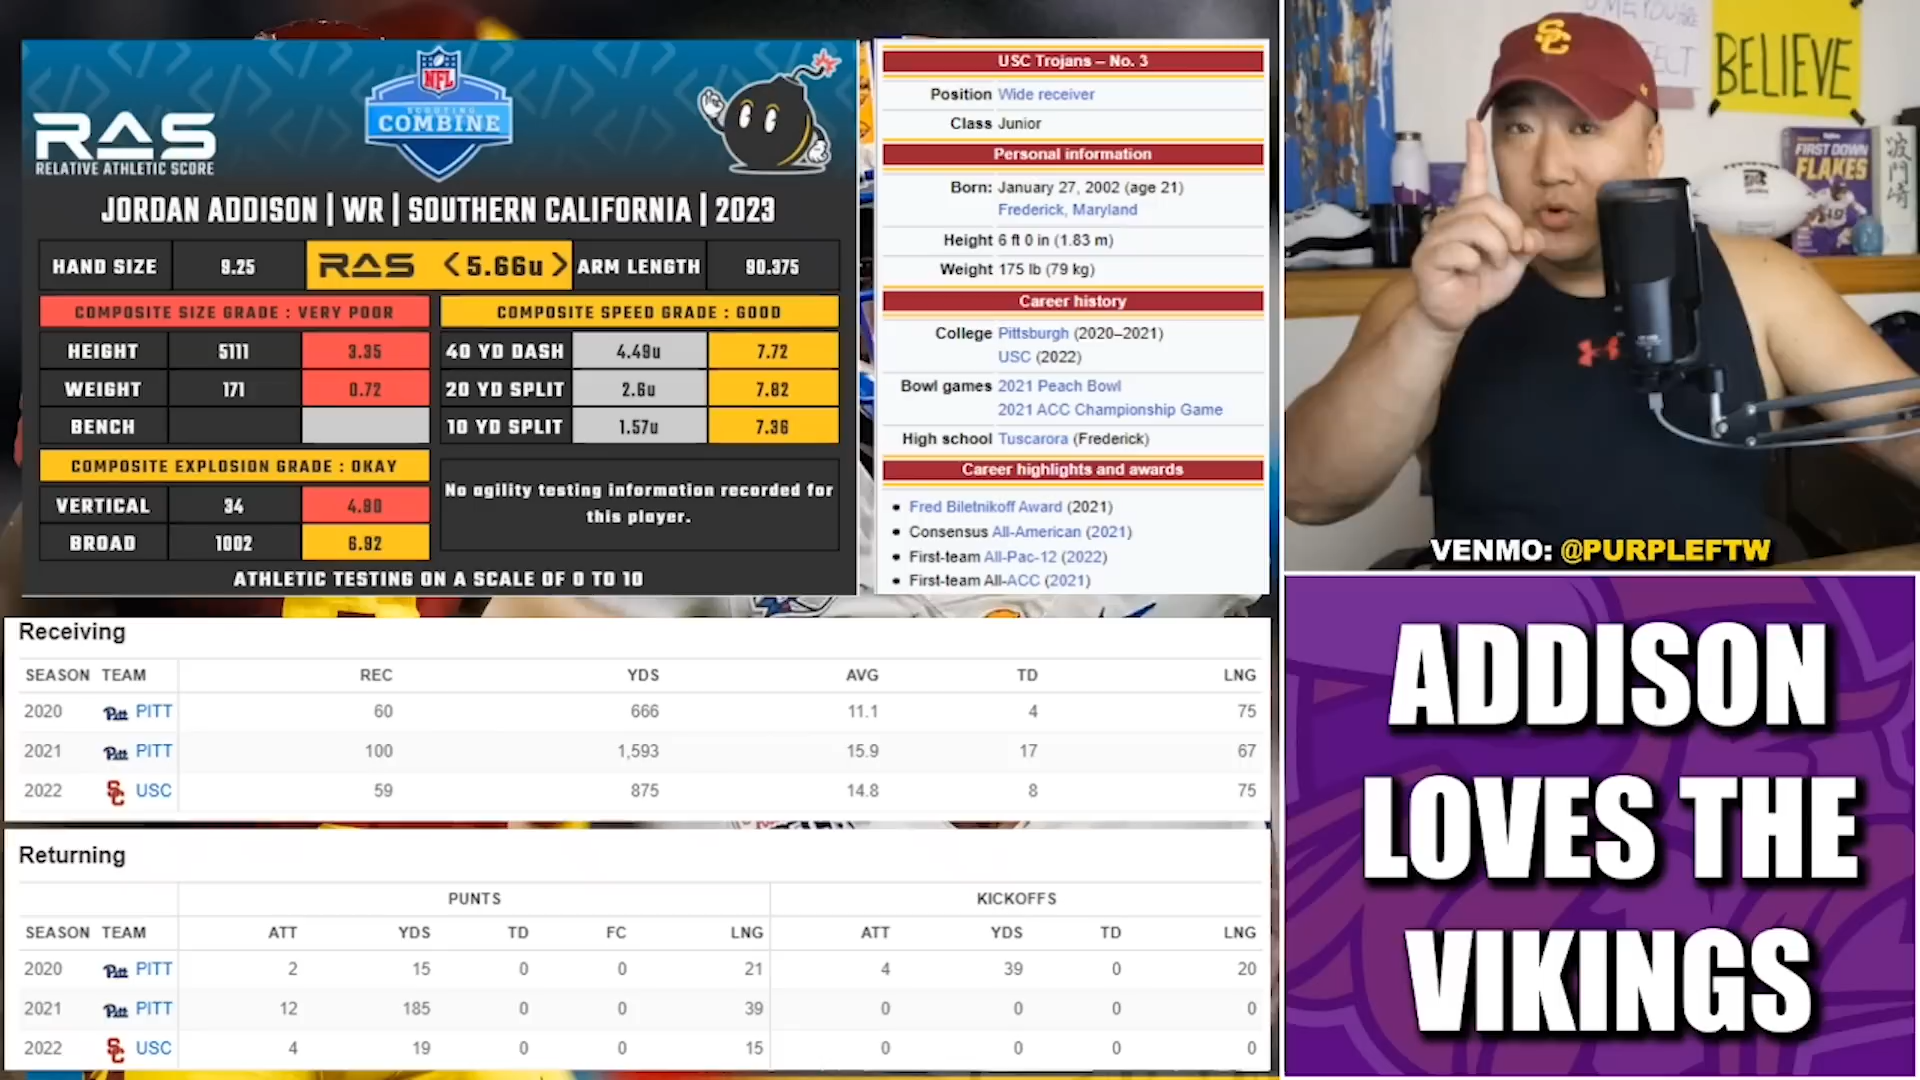 NFL
SCOUTING
COMBINE
RAS
RELATIVE ATHLETIC SCORE
JORDAN ADDISON | WR | SOUTHERN CALIFORNIA | 2023
HAND SIZE 9.25 RAS <5.66u> ARM LENGTH 90.375
COMPOSITE SIZE GRADE : VERY POOR COMPOSITE SPEED GRADE : GOOD
HEIGHT 5111 3.35 40 YD DASH 4.49u 7.72
WEIGHT 171 0.72 20 YD SPLIT 2.6u 7.82
BENCH 10 YD SPLIT 1.57u 7.36
COMPOSITE EXPLOSION GRADE : OKAY
No agility testing information recorded for
this player.
VERTICAL 34 4.90
BROAD 1002 6.92
ATHLETIC TESTING ON A SCALE OF 0 TO 10
USC Trojans – No. 3
Position Wide receiver
Class Junior
Personal information
Born: January 27, 2002 (age 21)
Frederick, Maryland
Height 6 ft 0 in (1.83 m)
Weight 175 lb (79 kg)
Career history
College Pittsburgh (2020–2021)
USC (2022)
Bowl games 2021 Peach Bowl
2021 ACC Championship Game
High school Tuscarora (Frederick)
Career highlights and awards
• Fred Biletnikoff Award (2021)
• Consensus All-American (2021)
• First-team All-Pac-12 (2022)
• First-team All-ACC (2021)
SC
BELIEVE
FIRST DOWN
FLAKES
VENMO: @PURPLEFTW
ADDISON
LOVES THE
VIKINGS
Receiving
SEASON TEAM REC YDS AVG TD LNG
2020 Pitt PITT 60 666 11.1 4 75
2021 Pitt PITT 100 1,593 15.9 17 67
2022 SC USC 59 875 14.8 8 75
Returning
PUNTS KICKOFFS
SEASON TEAM ATT YDS TD FC LNG ATT YDS TD LNG
2020 Pitt PITT 2 15 0 0 21 4 39 0 20
2021 Pitt PITT 12 185 0 0 39 0 0 0 0
2022 SC USC 4 19 0 0 15 0 0 0 0